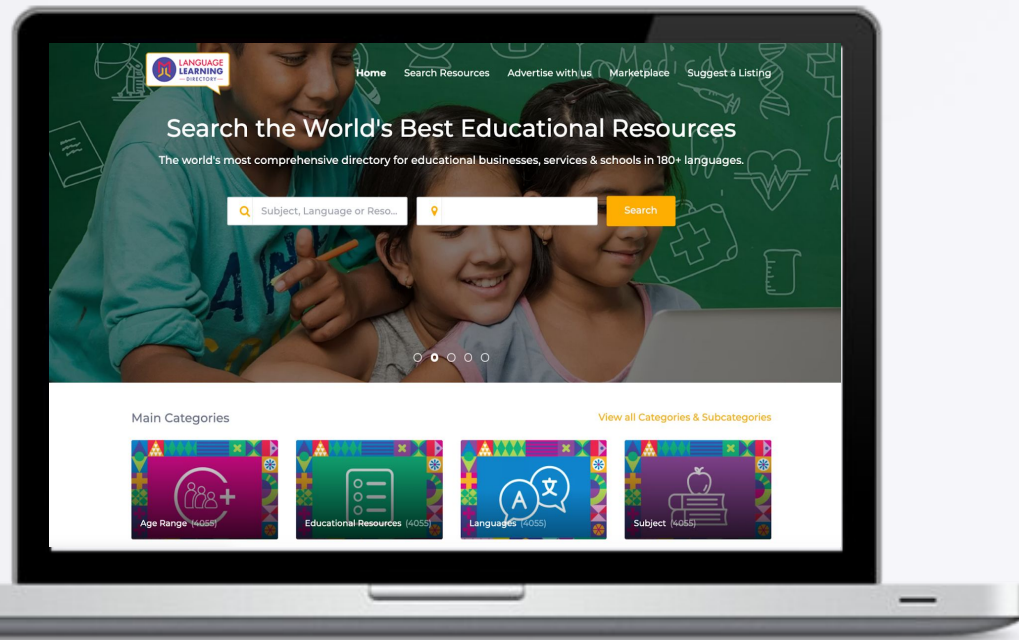 LANGUAGE
LEARNING
DIRECTORY
Home Search Resources Advertise with us Marketplace Suggest a Listing
Search the World's Best Educational Resources
The world's most comprehensive directory for educational businesses, services & schools in 180+ languages.
Subject, Language or Reso...
Search
Main Categories
View all Categories & Subcategories
Age Range (4055)
Educational Resources (4055)
Languages (4055)
Subject (4055)